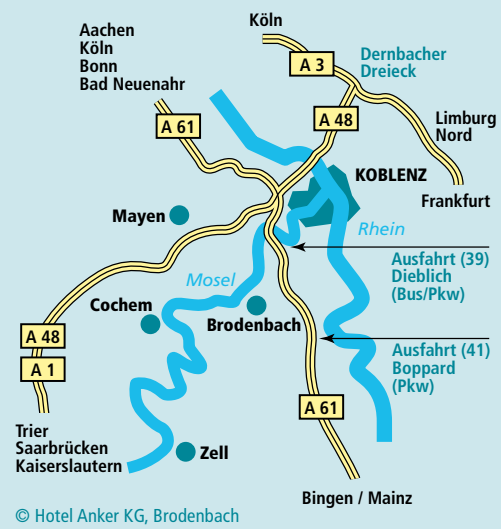 Köln
Aachen
Köln
Bonn
Bad Neuenahr
Dernbacher
Dreieck
A 3
A 61
A 48
Limburg
Nord
KOBLENZ
Frankfurt
Mayen
Rhein
Ausfahrt (39)
Dieblich
(Bus/Pkw)
Mosel
Cochem
Brodenbach
A 48
A 1
Ausfahrt (41)
Boppard
(Pkw)
A 61
Trier
Saarbrücken
Kaiserslautern
Zell
Bingen / Mainz
© Hotel Anker KG, Brodenbach